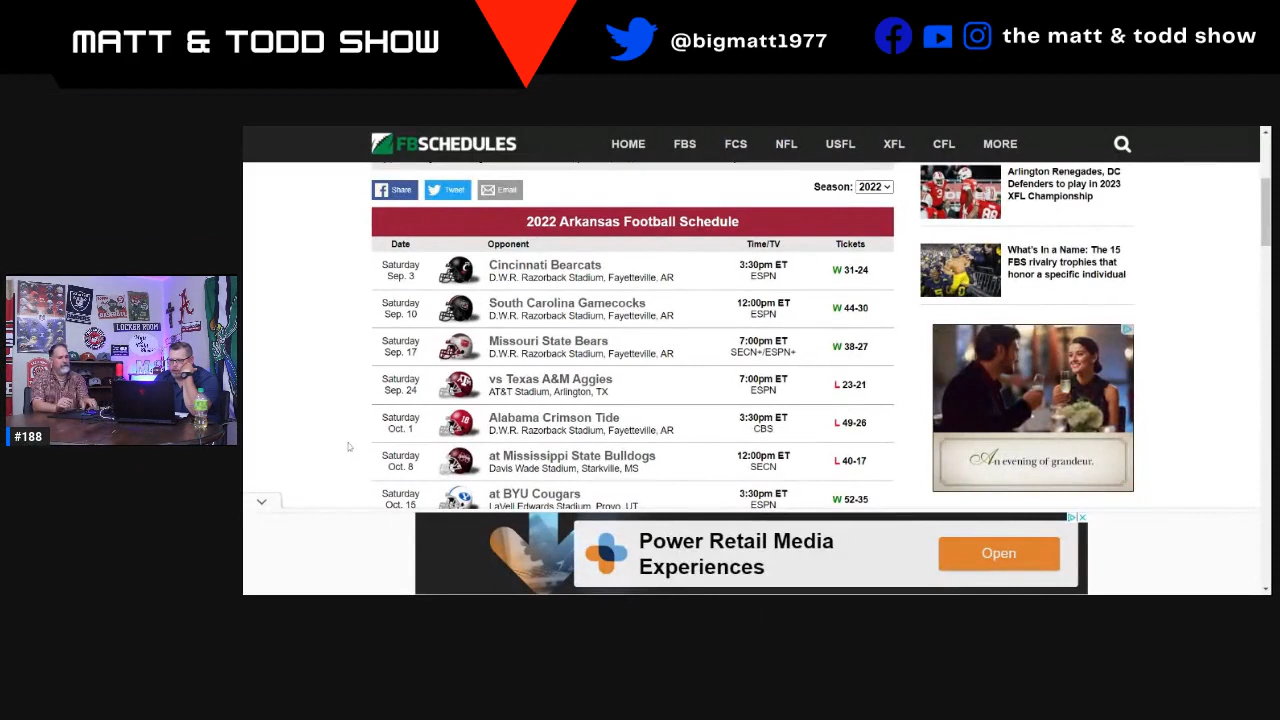 MATT & TODD SHOW
@bigmatt1977
the matt & todd show
FBSCHEDULES
HOME FBS FCS NFL USFL XFL CFL MORE
Share Tweet Email
Season: 2022
2022 Arkansas Football Schedule
Date Opponent Time/TV Tickets
Saturday Sep. 3
Cincinnati Bearcats
D.W.R. Razorback Stadium, Fayetteville, AR
3:30pm ET
ESPN
W 31-24
Saturday Sep. 10
South Carolina Gamecocks
D.W.R. Razorback Stadium, Fayetteville, AR
12:00pm ET
ESPN
W 44-30
Saturday Sep. 17
Missouri State Bears
D.W.R. Razorback Stadium, Fayetteville, AR
7:00pm ET
SECN+/ESPN+
W 38-27
Saturday Sep. 24
vs Texas A&M Aggies
AT&T Stadium, Arlington, TX
7:00pm ET
ESPN
L 23-21
Saturday Oct. 1
Alabama Crimson Tide
D.W.R. Razorback Stadium, Fayetteville, AR
3:30pm ET
CBS
L 49-26
Saturday Oct. 8
at Mississippi State Bulldogs
Davis Wade Stadium, Starkville, MS
12:00pm ET
SECN
L 40-17
Saturday Oct. 15
at BYU Cougars
LaVell Edwards Stadium, Provo, UT
3:30pm ET
ESPN
W 52-35
Arlington Renegades, DC
Defenders to play in 2023
XFL Championship
What's In a Name: The 15
FBS rivalry trophies that
honor a specific individual
An evening of grandeur.
LOCKER ROOM
#188
Power Retail Media
Experiences
Open